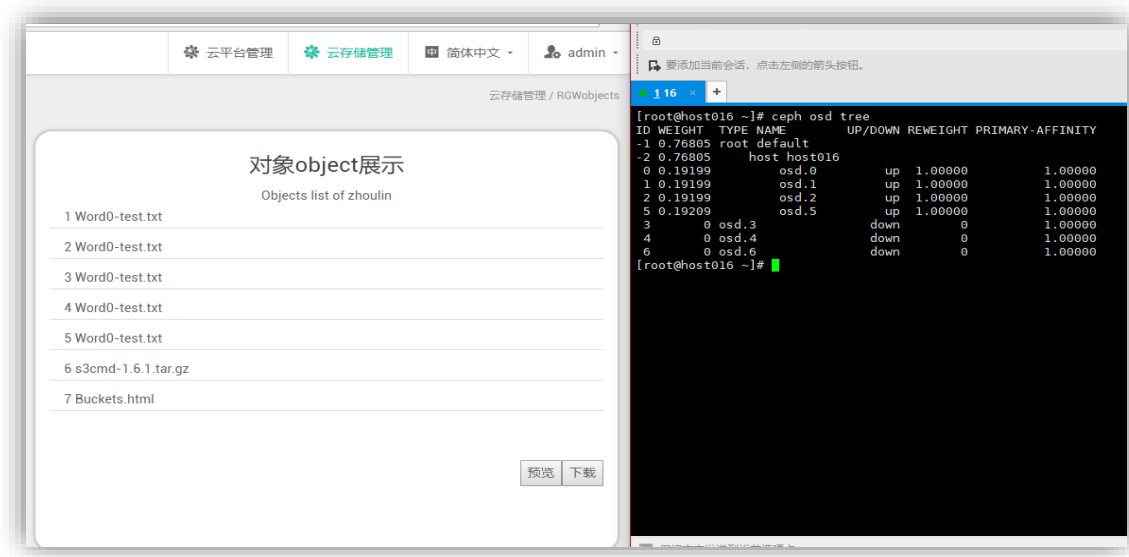 云平台管理 云存储管理 简体中文 admin
云存储管理 / RGWobjects
对象object展示
Objects list of zhoulin
1 Word0-test.txt
2 Word0-test.txt
3 Word0-test.txt
4 Word0-test.txt
5 Word0-test.txt
6 s3cmd-1.6.1.tar.gz
7 Buckets.html
预览 下载
要添加当前会话，点击左侧的箭头按钮。
1 16 × +
[root@host016 ~]# ceph osd tree
ID WEIGHT TYPE NAME UP/DOWN REWEIGHT PRIMARY-AFFINITY
-1 0.76805 root default
-2 0.76805 host host016
0 0.19199 osd.0 up 1.00000 1.00000
1 0.19199 osd.1 up 1.00000 1.00000
2 0.19199 osd.2 up 1.00000 1.00000
5 0.19209 osd.5 up 1.00000 1.00000
3 0 osd.3 down 0 1.00000
4 0 osd.4 down 0 1.00000
6 0 osd.6 down 0 1.00000
[root@host016 ~]#